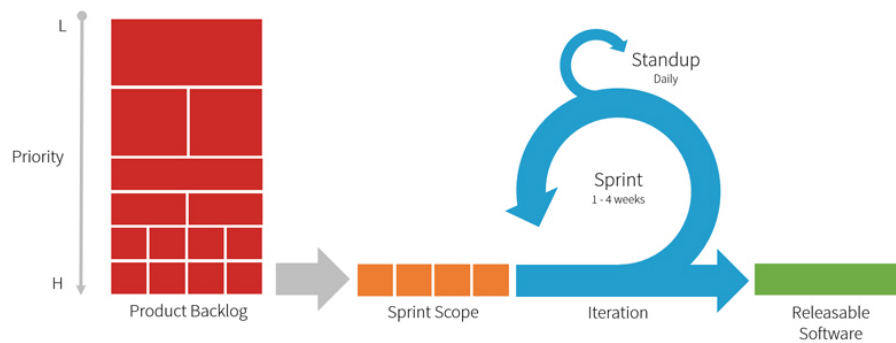 L
Priority
H
Product Backlog
Sprint Scope
Standup
Daily
Sprint
1 - 4 weeks
Iteration
Releasable
Software